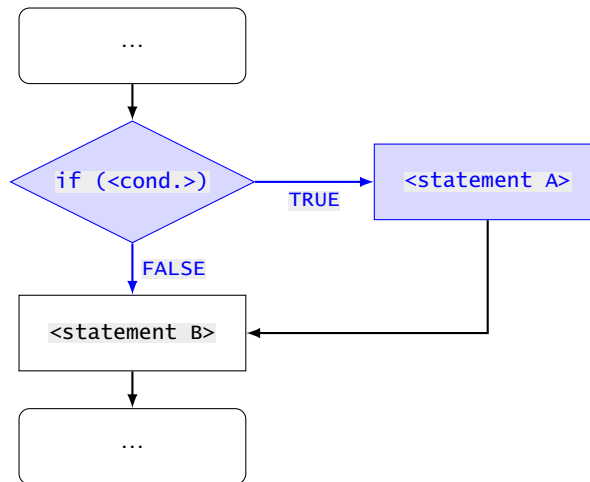 ...
if (<cond.>)
TRUE
<statement A>
FALSE
<statement B>
...